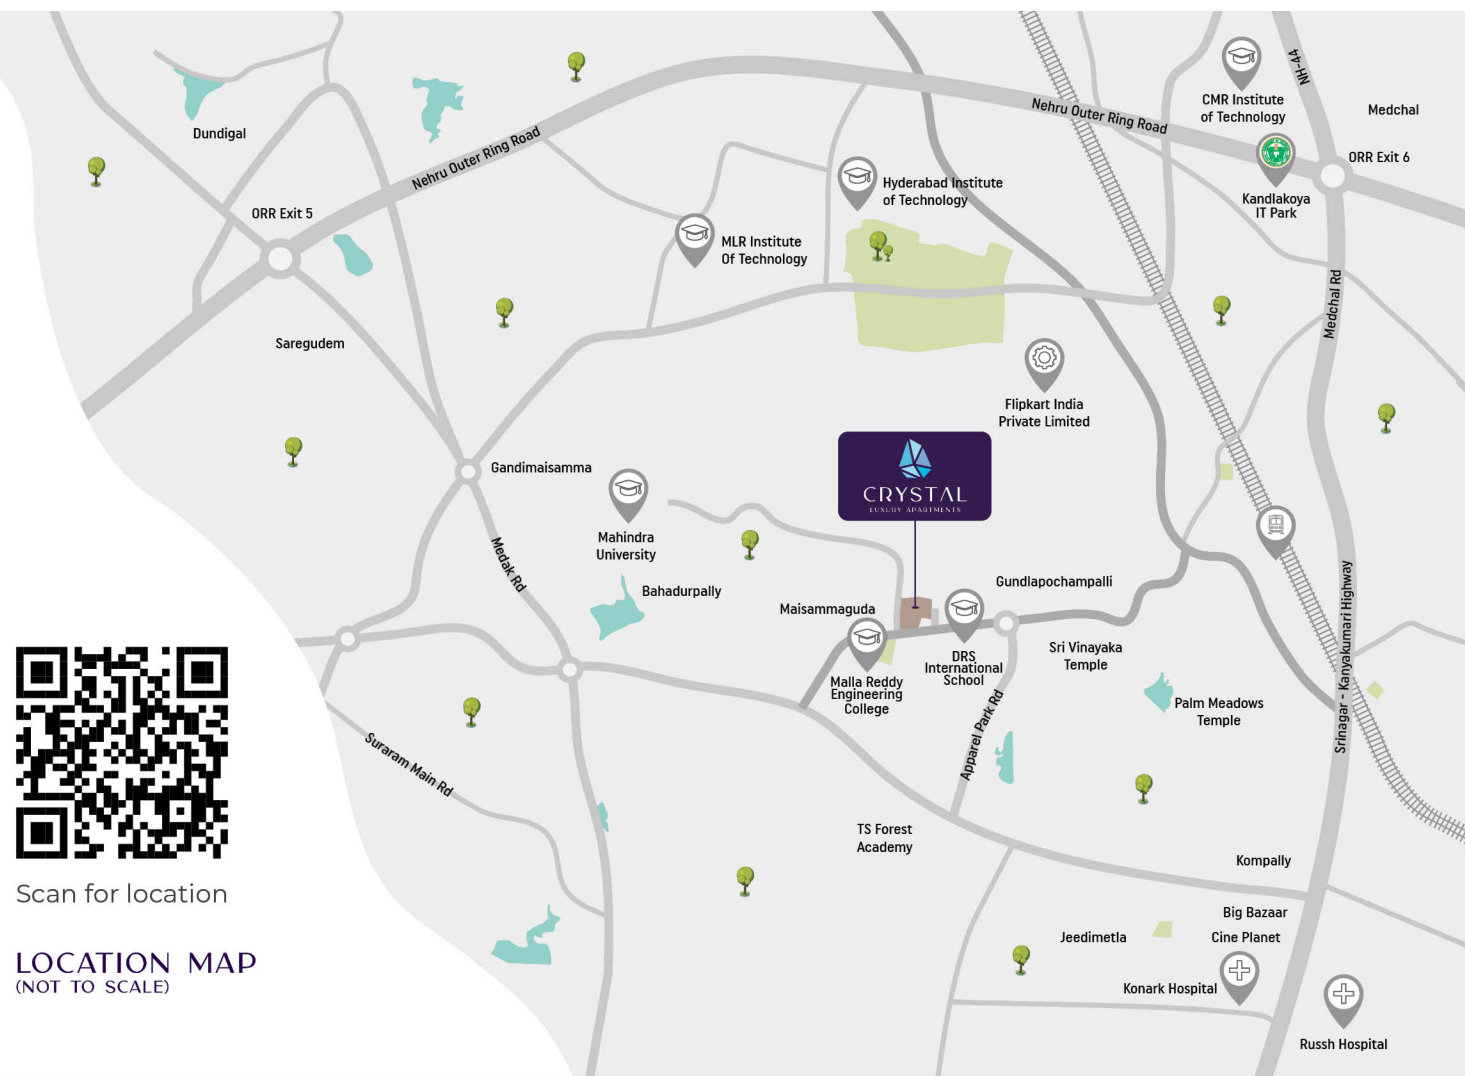 NH-44
CMR Institute
of Technology
Medchal
Nehru Outer Ring Road
Dundigal
Nehru Outer Ring Road
ORR Exit 6
Kandlakoya
IT Park
Hyderabad Institute
of Technology
ORR Exit 5
MLR Institute
Of Technology
Medchal Rd
Saregudem
Flipkart India
Private Limited
Gandimaisamma
CRYSTAL
LUXURY APARTMENTS
Mahindra
University
Medak Rd
Bahadurpally
Maisammaguda
Gundlapochampalli
Srinagar - Kanyakumari Highway
Sri Vinayaka
Temple
DRS
International
School
Malla Reddy
Engineering
College
Palm Meadows
Temple
Apparel Park Rd
Suraram Main Rd
TS Forest
Academy
Kompally
Big Bazaar
Cine Planet
Jeedimetla
Konark Hospital
Russh Hospital
Scan for location
LOCATION MAP
(NOT TO SCALE)